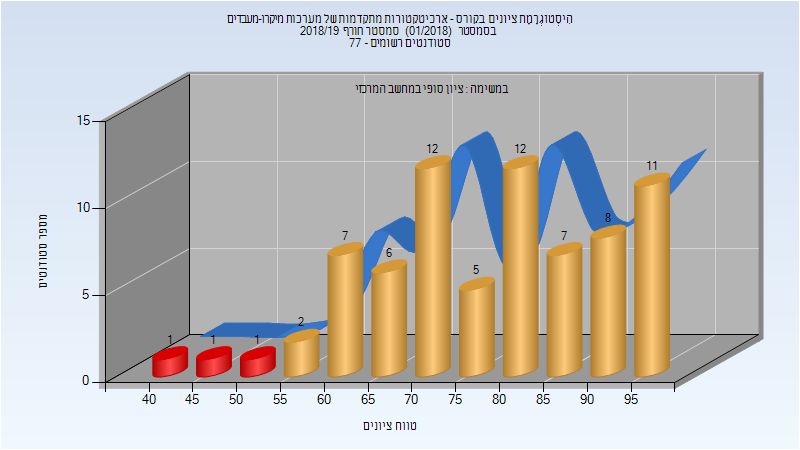 היסטוגרמת ציונים בקורס - ארכיטקטורות מתקדמות של מערכות מיקרו-מעבדים
בסמסטר (01/2018) סמסטר חורף 2018/19
סטודנטים רשומים - 77
במשימה : ציון סופי במחשב המרכזי
15
10
5
0
מספר סטודנטים
1
1
1
2
7
6
12
5
12
7
8
11
40 45 50 55 60 65 70 75 80 85 90 95
טווח ציונים